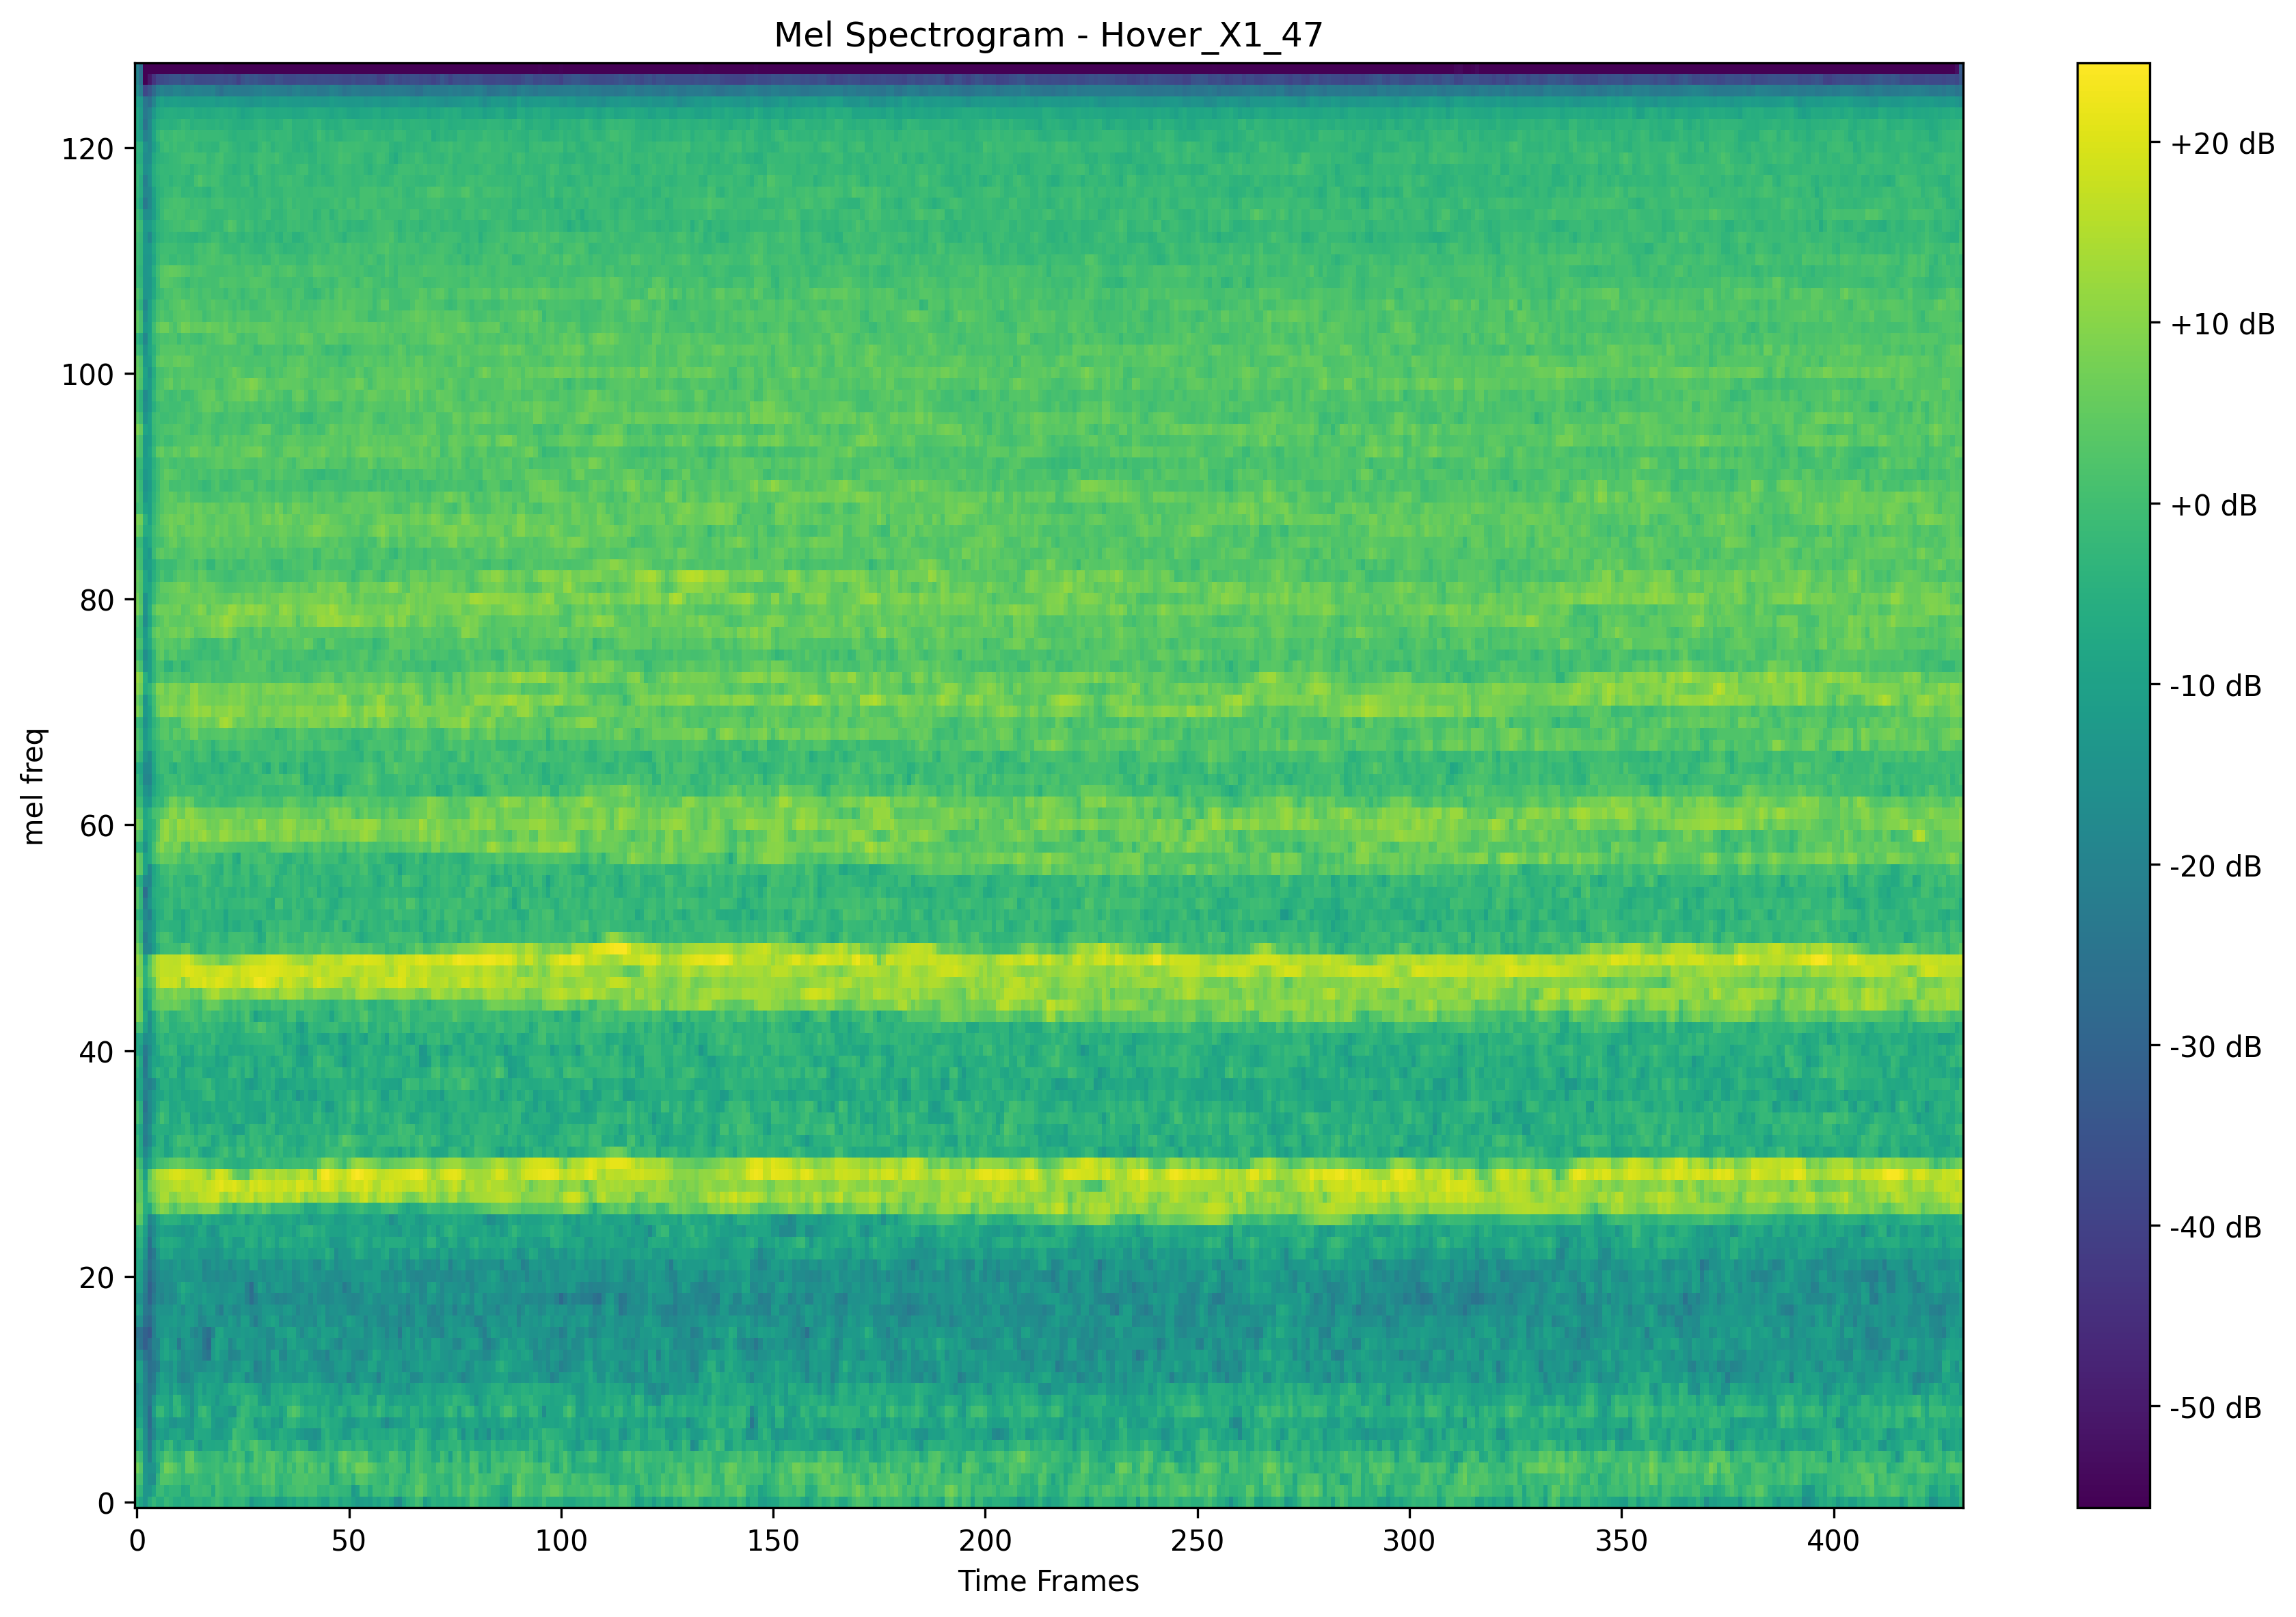 Mel Spectrogram - Hover_X1_47
mel freq
120
100
80
60
40
20
0
0 50 100 150 200 250 300 350 400
Time Frames
+20 dB
+10 dB
+0 dB
-10 dB
-20 dB
-30 dB
-40 dB
-50 dB